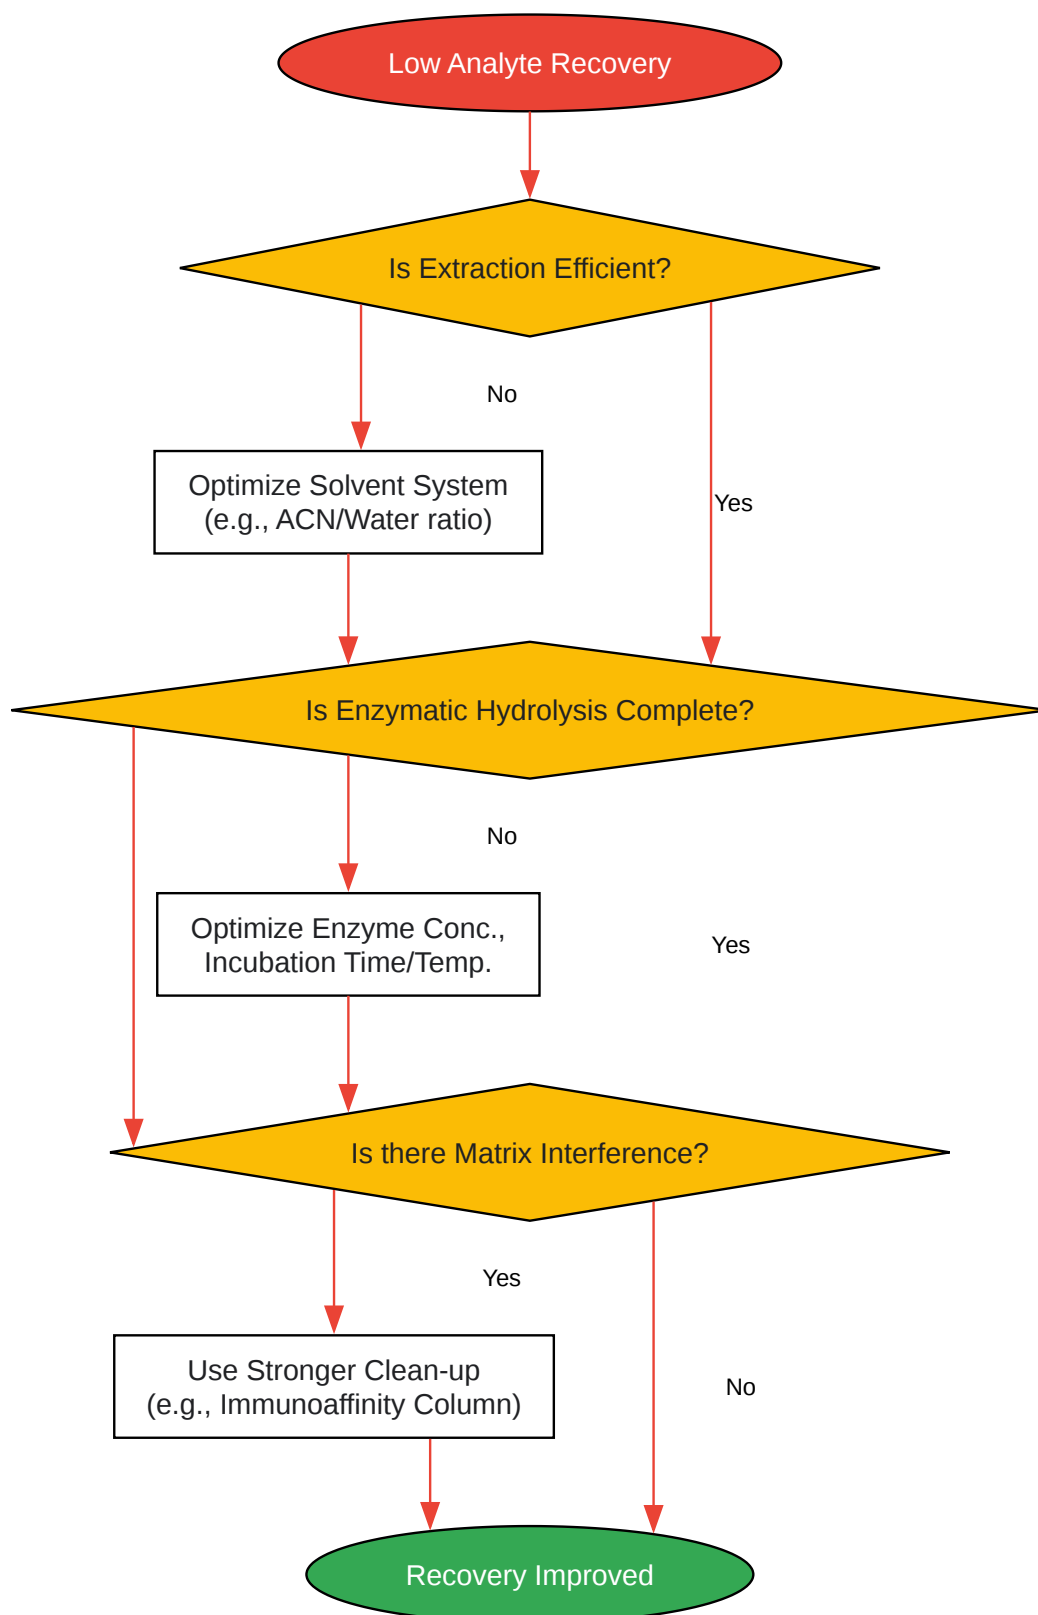 Low Analyte Recovery
Is Extraction Efficient?
No
Optimize Solvent System
(e.g., ACN/Water ratio)
Yes
Is Enzymatic Hydrolysis Complete?
No
Optimize Enzyme Conc.,
Incubation Time/Temp.
Yes
Is there Matrix Interference?
Yes
Use Stronger Clean-up
(e.g., Immunoaffinity Column)
No
Recovery Improved